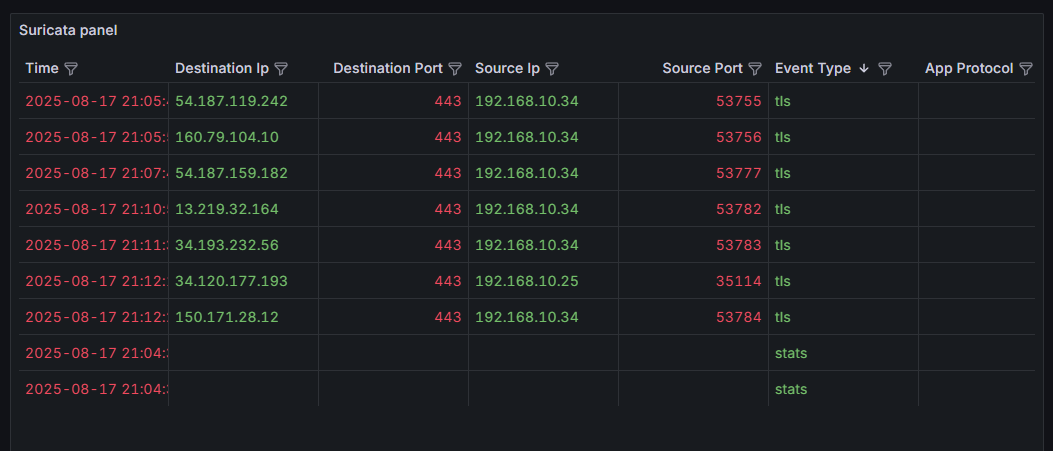 Suricata panel
Time Destination Ip Destination Port Source Ip Source Port Event Type App Protocol
2025-08-17 21:05: 54.187.119.242 443 192.168.10.34 53755 tls
2025-08-17 21:05: 160.79.104.10 443 192.168.10.34 53756 tls
2025-08-17 21:07: 54.187.159.182 443 192.168.10.34 53777 tls
2025-08-17 21:10: 13.219.32.164 443 192.168.10.34 53782 tls
2025-08-17 21:11: 34.193.232.56 443 192.168.10.34 53783 tls
2025-08-17 21:12: 34.120.177.193 443 192.168.10.25 35114 tls
2025-08-17 21:12: 150.171.28.12 443 192.168.10.34 53784 tls
2025-08-17 21:04: stats
2025-08-17 21:04: stats